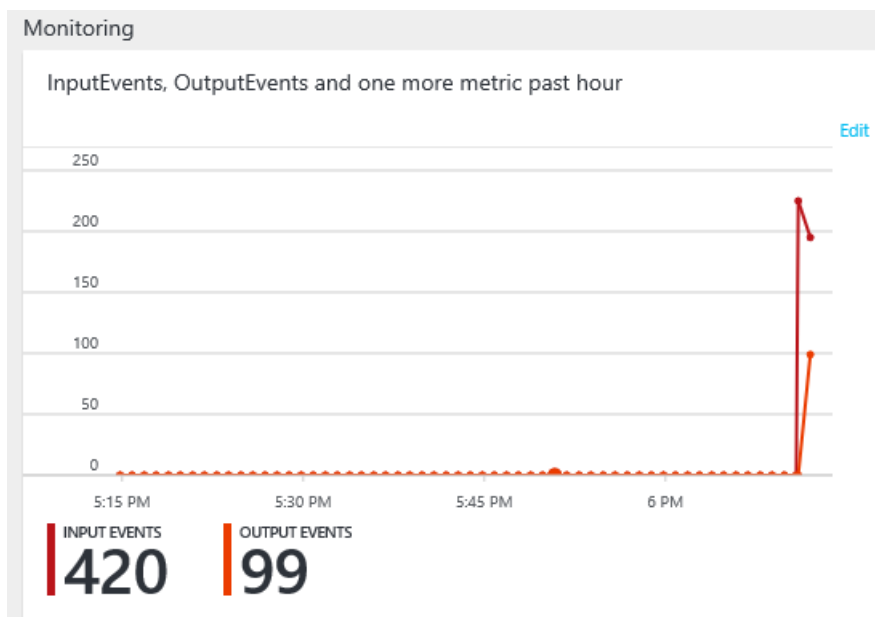 Monitoring
InputEvents, OutputEvents and one more metric past hour
Edit
250
200
150
100
50
0
5:15 PM 5:30 PM 5:45 PM 6 PM
INPUT EVENTS OUTPUT EVENTS
420 99